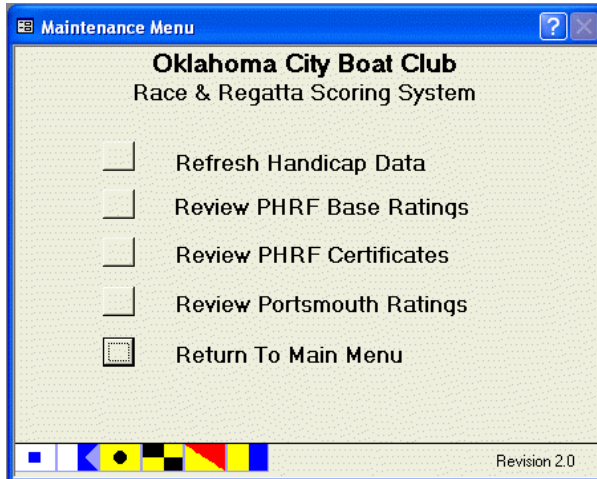 Maintenance Menu
Oklahoma City Boat Club
Race & Regatta Scoring System
Refresh Handicap Data
Review PHRF Base Ratings
Review PHRF Certificates
Review Portsmouth Ratings
Return To Main Menu
Revision 2.0